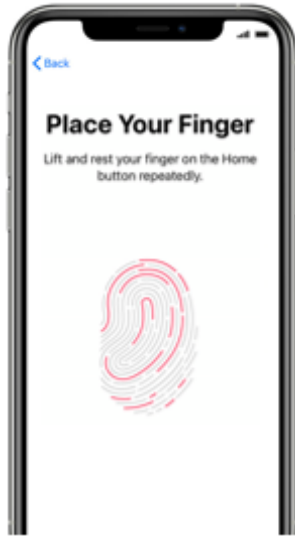 Back
Place Your Finger
Lift and rest your finger on the Home
button repeatedly.